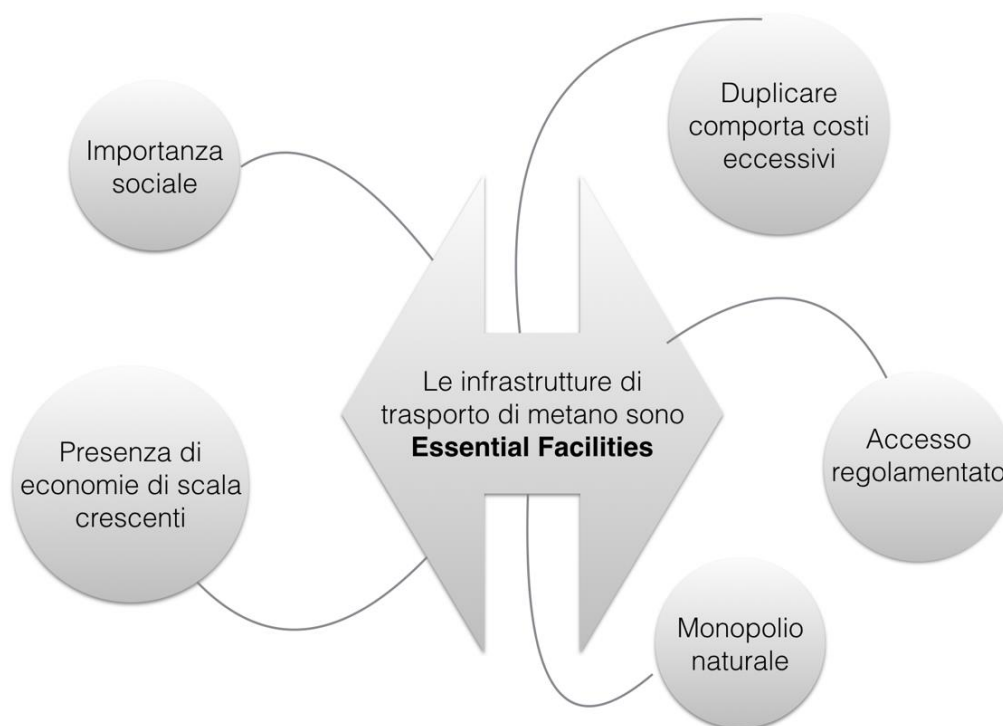 Importanza
sociale
Duplicare
comporta costi
eccessivi
Le infrastrutture di
trasporto di metano sono
Essential Facilities
Presenza di
economie di scala
crescenti
Accesso
regolamentato
Monopolio
naturale